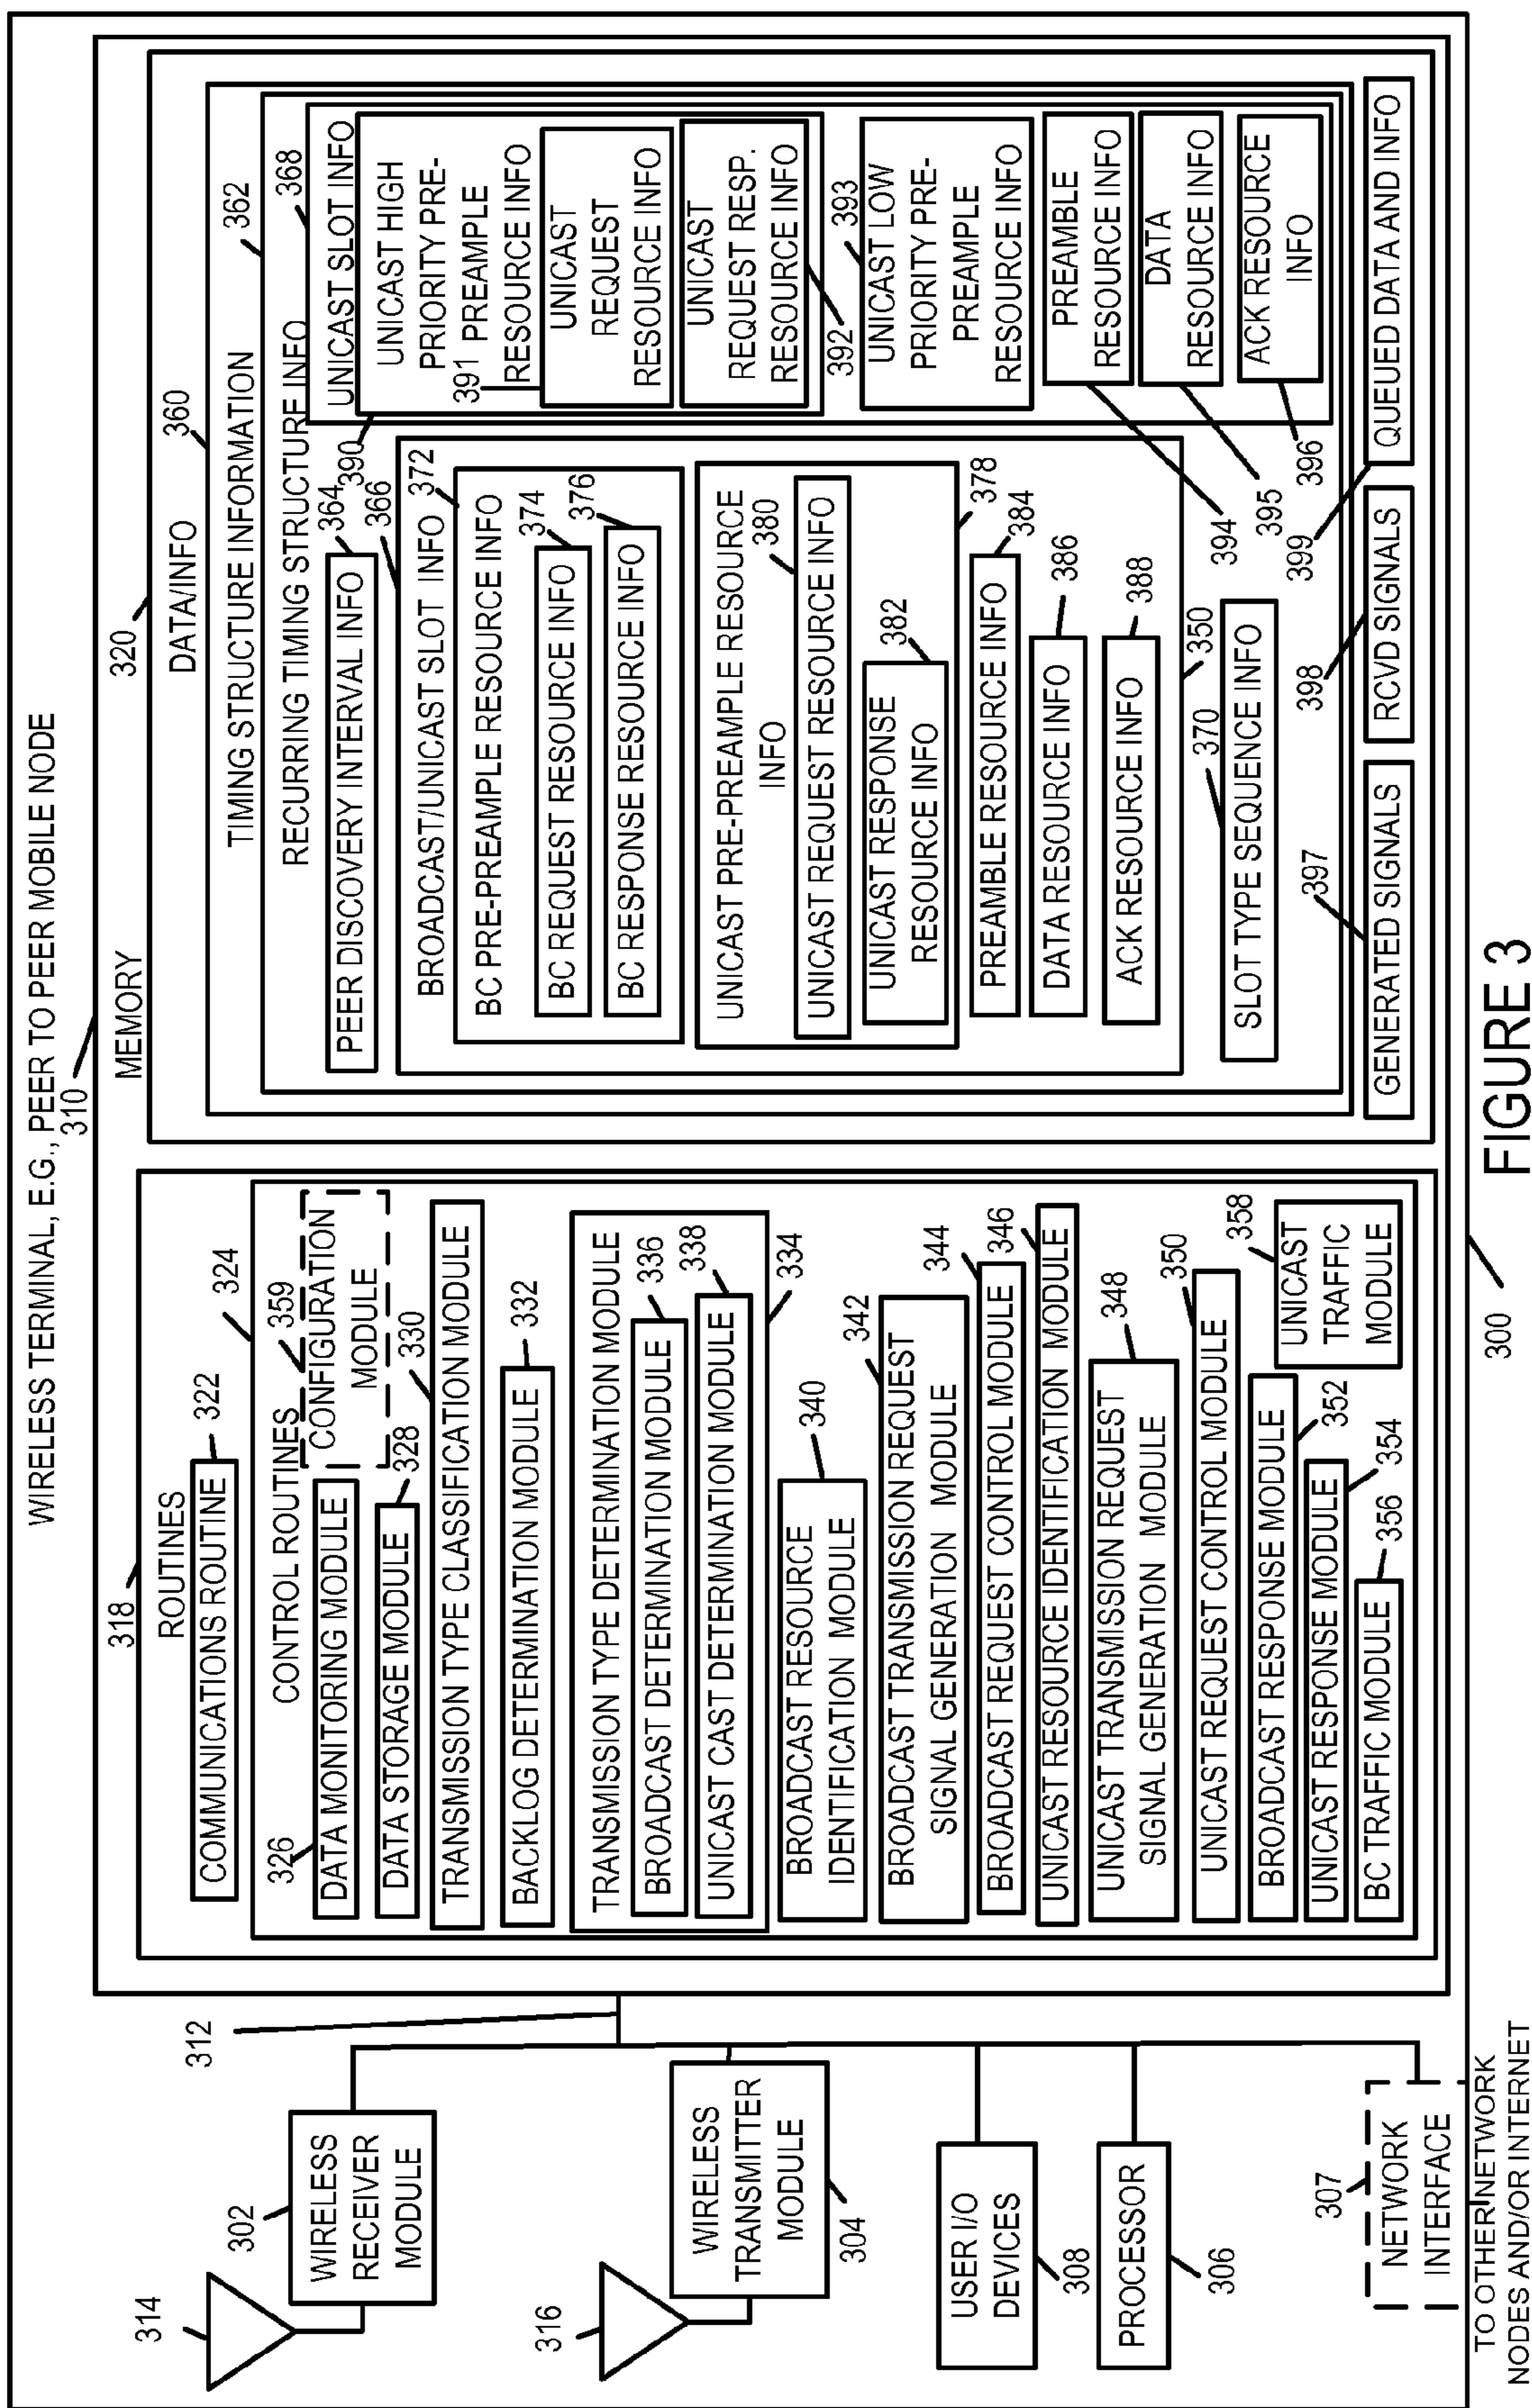 WIRELESS TERMINAL, E.G., PEER TO PEER MOBILE NODE
310
MEMORY
314
302
WIRELESS
RECEIVER
MODULE
312
316
WIRELESS
TRANSMITTER
MODULE
304
USER I/O
DEVICES
308
PROCESSOR
306
307
NETWORK
INTERFACE
TO OTHER NETWORK
NODES AND/OR INTERNET
318
ROUTINES
COMMUNICATIONS ROUTINE
322
324
CONTROL ROUTINES
359
CONFIGURATION
MODULE
326
DATA MONITORING MODULE
DATA STORAGE MODULE
328
330
TRANSMISSION TYPE CLASSIFICATION MODULE
BACKLOG DETERMINATION MODULE
332
TRANSMISSION TYPE DETERMINATION MODULE
BROADCAST DETERMINATION MODULE
336
UNICAST CAST DETERMINATION MODULE
338
334
BROADCAST RESOURCE
IDENTIFICATION MODULE
340
BROADCAST TRANSMISSION REQUEST
SIGNAL GENERATION MODULE
342
BROADCAST REQUEST CONTROL MODULE
344
UNICAST RESOURCE IDENTIFICATION MODULE
346
UNICAST TRANSMISSION REQUEST
SIGNAL GENERATION MODULE
348
UNICAST REQUEST CONTROL MODULE
350
BROADCAST RESPONSE MODULE
352
UNICAST RESPONSE MODULE
354
BC TRAFFIC MODULE
356
358
UNICAST
TRAFFIC
MODULE
320
DATA/INFO
360
TIMING STRUCTURE INFORMATION
362
RECURRING TIMING STRUCTURE INFO
PEER DISCOVERY INTERVAL INFO
364
366
BROADCAST/UNICAST SLOT INFO
372
BC PRE-PREAMPLE RESOURCE INFO
BC REQUEST RESOURCE INFO
374
BC RESPONSE RESOURCE INFO
376
UNICAST PRE-PREAMPLE RESOURCE
INFO
380
UNICAST REQUEST RESOURCE INFO
UNICAST RESPONSE
RESOURCE INFO
382
378
PREAMBLE RESOURCE INFO
384
DATA RESOURCE INFO
386
ACK RESOURCE INFO
388
350
370
SLOT TYPE SEQUENCE INFO
368
UNICAST SLOT INFO
390
UNICAST HIGH
PRIORITY PRE-
PREAMPLE
RESOURCE INFO
391
UNICAST
REQUEST
RESOURCE INFO
UNICAST
REQUEST RESP.
RESOURCE INFO
392
393
UNICAST LOW
PRIORITY PRE-
PREAMPLE
RESOURCE INFO
PREAMBLE
RESOURCE INFO
394
DATA
RESOURCE INFO
395
ACK RESOURCE
INFO
396
397
GENERATED SIGNALS
398
RCVD SIGNALS
399
QUEUED DATA AND INFO
300
FIGURE 3